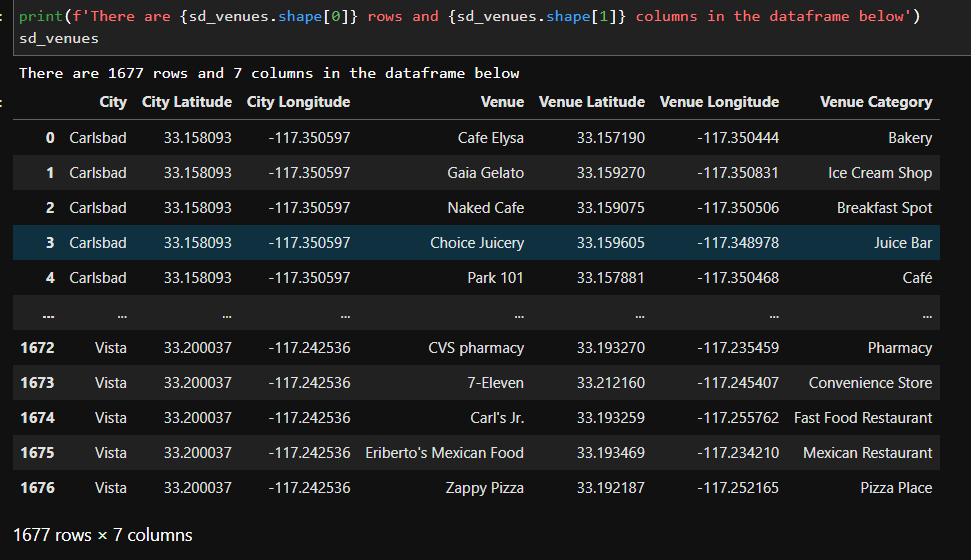 : print(f'There are {sd_venues.shape[0]} rows and {sd_venues.shape[1]} columns in the dataframe below')
sd_venues
There are 1677 rows and 7 columns in the dataframe below
: City City Latitude City Longitude Venue Venue Latitude Venue Longitude Venue Category
0 Carlsbad 33.158093 -117.350597 Cafe Elysa 33.157190 -117.350444 Bakery
1 Carlsbad 33.158093 -117.350597 Gaia Gelato 33.159270 -117.350831 Ice Cream Shop
2 Carlsbad 33.158093 -117.350597 Naked Cafe 33.159075 -117.350506 Breakfast Spot
3 Carlsbad 33.158093 -117.350597 Choice Juicery 33.159605 -117.348978 Juice Bar
4 Carlsbad 33.158093 -117.350597 Park 101 33.157881 -117.350468 Café
... ... ... ... ... ... ... ...
1672 Vista 33.200037 -117.242536 CVS pharmacy 33.193270 -117.235459 Pharmacy
1673 Vista 33.200037 -117.242536 7-Eleven 33.212160 -117.245407 Convenience Store
1674 Vista 33.200037 -117.242536 Carl's Jr. 33.193259 -117.255762 Fast Food Restaurant
1675 Vista 33.200037 -117.242536 Eriberto's Mexican Food 33.193469 -117.234210 Mexican Restaurant
1676 Vista 33.200037 -117.242536 Zappy Pizza 33.192187 -117.252165 Pizza Place
1677 rows × 7 columns